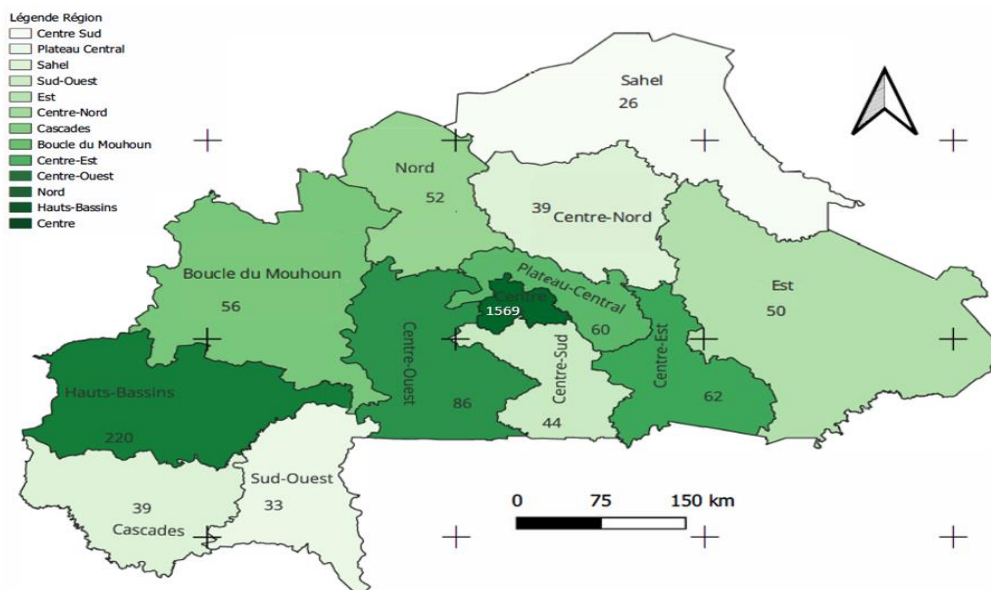 Légende Région
Centre Sud
Plateau Central
Sahel
Sud-Ouest
Est
Centre-Nord
Cascades
Boucle du Mouhoun
Centre-Est
Centre-Ouest
Nord
Hauts-Bassins
Centre
Sahel
26
Nord
52
39
Centre-Nord
Boucle du Mouhoun
56
Plateau-Central
60
Centre
1569
Est
50
Centre-Ouest
86
Centre-Sud
44
Centre-Est
62
Hauts-Bassins
220
Sud-Ouest
33
39
Cascades
0 75 150 km